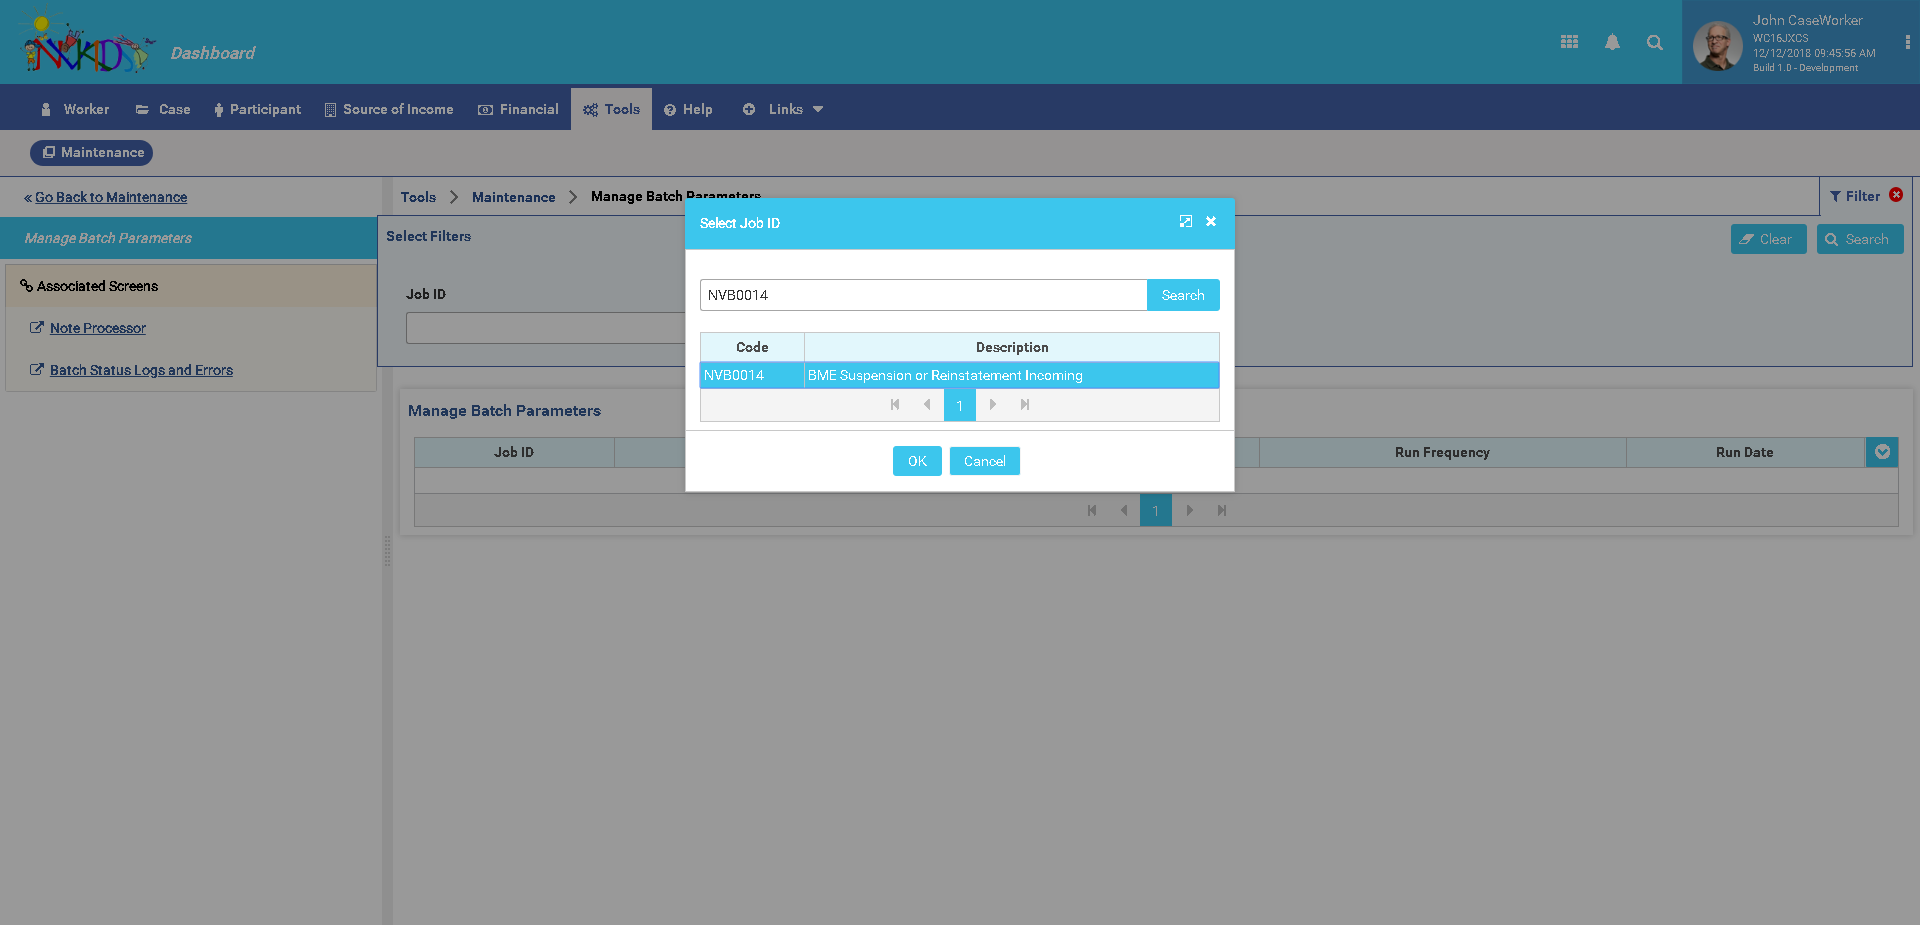 NVKIDS
Dashboard
John CaseWorker
WC16JXCS
12/12/2018 09:45:56 AM
Build 1.0 - Development
Worker
Case
Participant
Source of Income
Financial
Tools
Help
Links
Maintenance
« Go Back to Maintenance
Tools
Maintenance
Manage Batch Parameters
Filter
Manage Batch Parameters
Select Filters
Clear
Search
Associated Screens
Note Processor
Batch Status Logs and Errors
Job ID
Select Job ID
NVB0014
Search
Code
Description
NVB0014
BME Suspension or Reinstatement Incoming
1
OK
Cancel
Manage Batch Parameters
Job ID
Run Frequency
Run Date
1